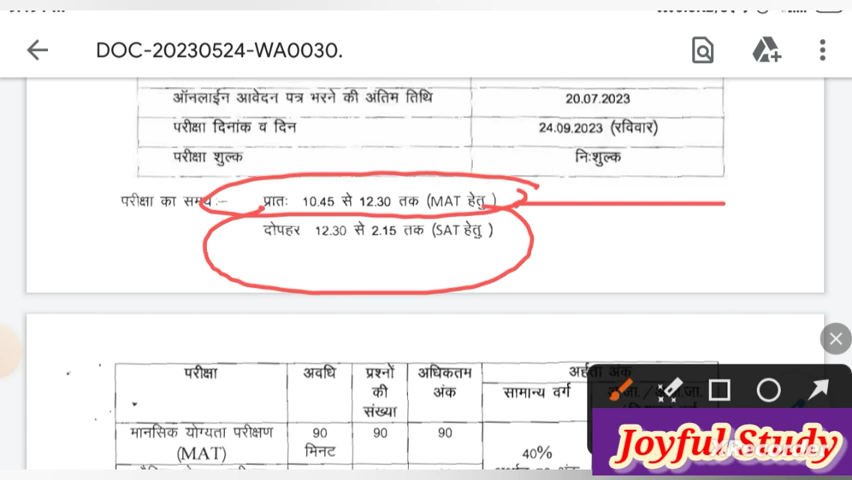 DOC-20230524-WA0030.
ऑनलाईन आवेदन पत्र भरने की अंतिम तिथि 20.07.2023
परीक्षा दिनांक व दिन 24.09.2023 (रविवार)
परीक्षा शुल्क निःशुल्क
परीक्षा का समय:- प्रातः 10.45 से 12.30 तक (MAT हेतु )
दोपहर 12.30 से 2.15 तक (SAT हेतु )
परीक्षा अवधि प्रश्नों की संख्या अधिकतम अंक अर्हता अंक
सामान्य वर्ग
मानसिक योग्यता परीक्षण (MAT) 90 मिनट 90 90 40%
Joyful Study